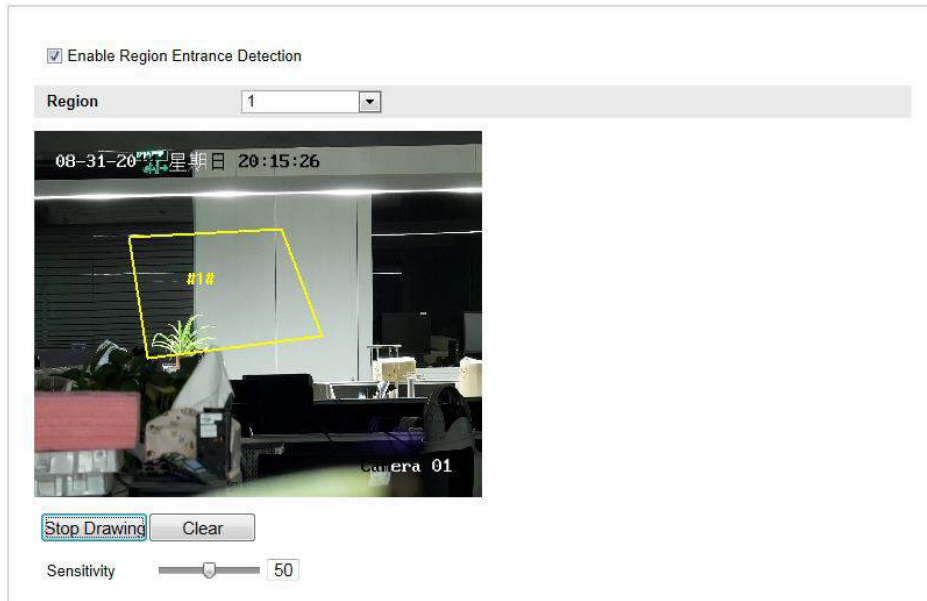 Enable Region Entrance Detection
Region 1
08-31-20 星期日 20:15:26
#1#
Camera 01
Stop Drawing Clear
Sensitivity 50